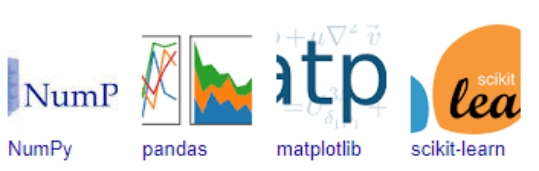 NumP
atp
scikit
lea
NumPy
pandas
matplotlib
scikit-learn